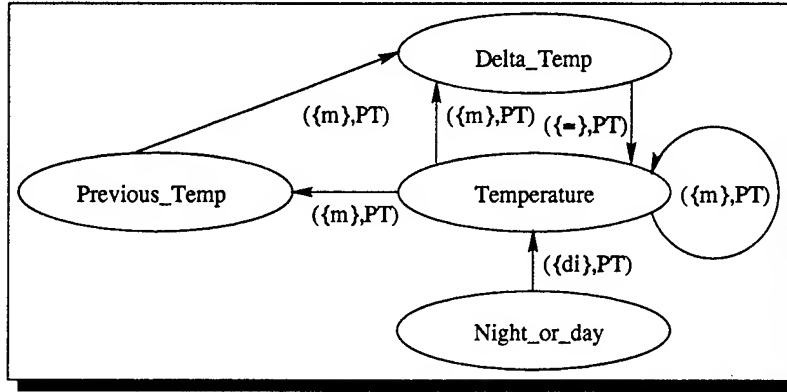 Delta_Temp
({m},PT)
({m},PT)
({=},PT)
Previous_Temp
Temperature
({m},PT)
({m},PT)
({di},PT)
Night_or_day